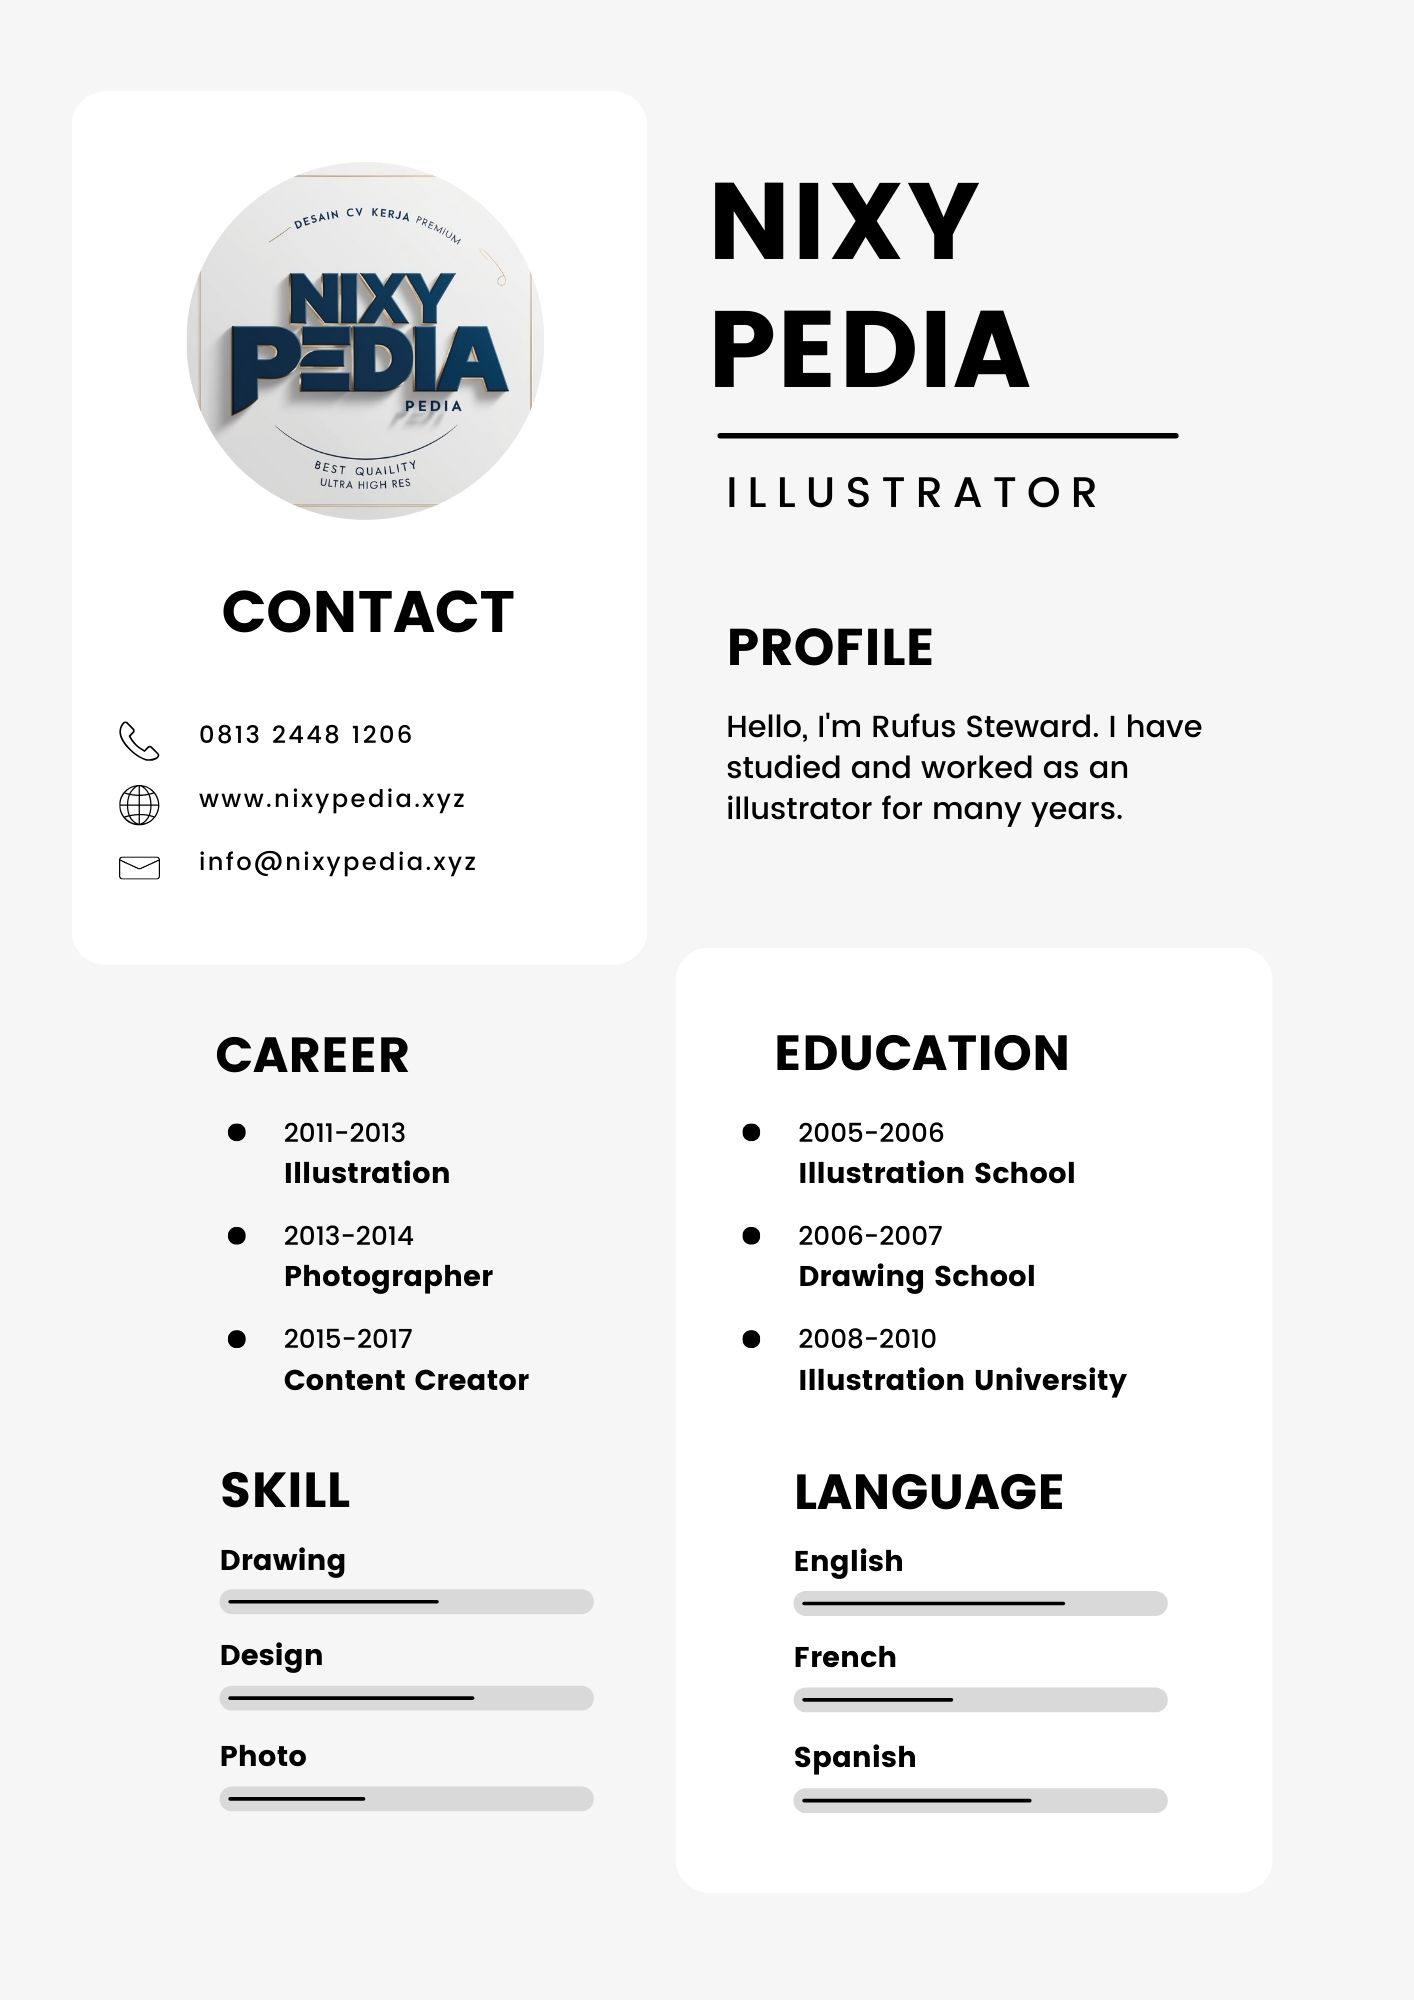 DESAIN CV KERJA PREMIUM
NIXY
PEDIA
PEDIA
BEST QUAILITY
ULTRA HIGH RES
NIXY
PEDIA
ILLUSTRATOR
CONTACT
0813 2448 1206
www.nixypedia.xyz
info@nixypedia.xyz
PROFILE
Hello, I'm Rufus Steward. I have
studied and worked as an
illustrator for many years.
CAREER
2011-2013
Illustration
2013-2014
Photographer
2015-2017
Content Creator
EDUCATION
2005-2006
Illustration School
2006-2007
Drawing School
2008-2010
Illustration University
SKILL
Drawing
Design
Photo
LANGUAGE
English
French
Spanish